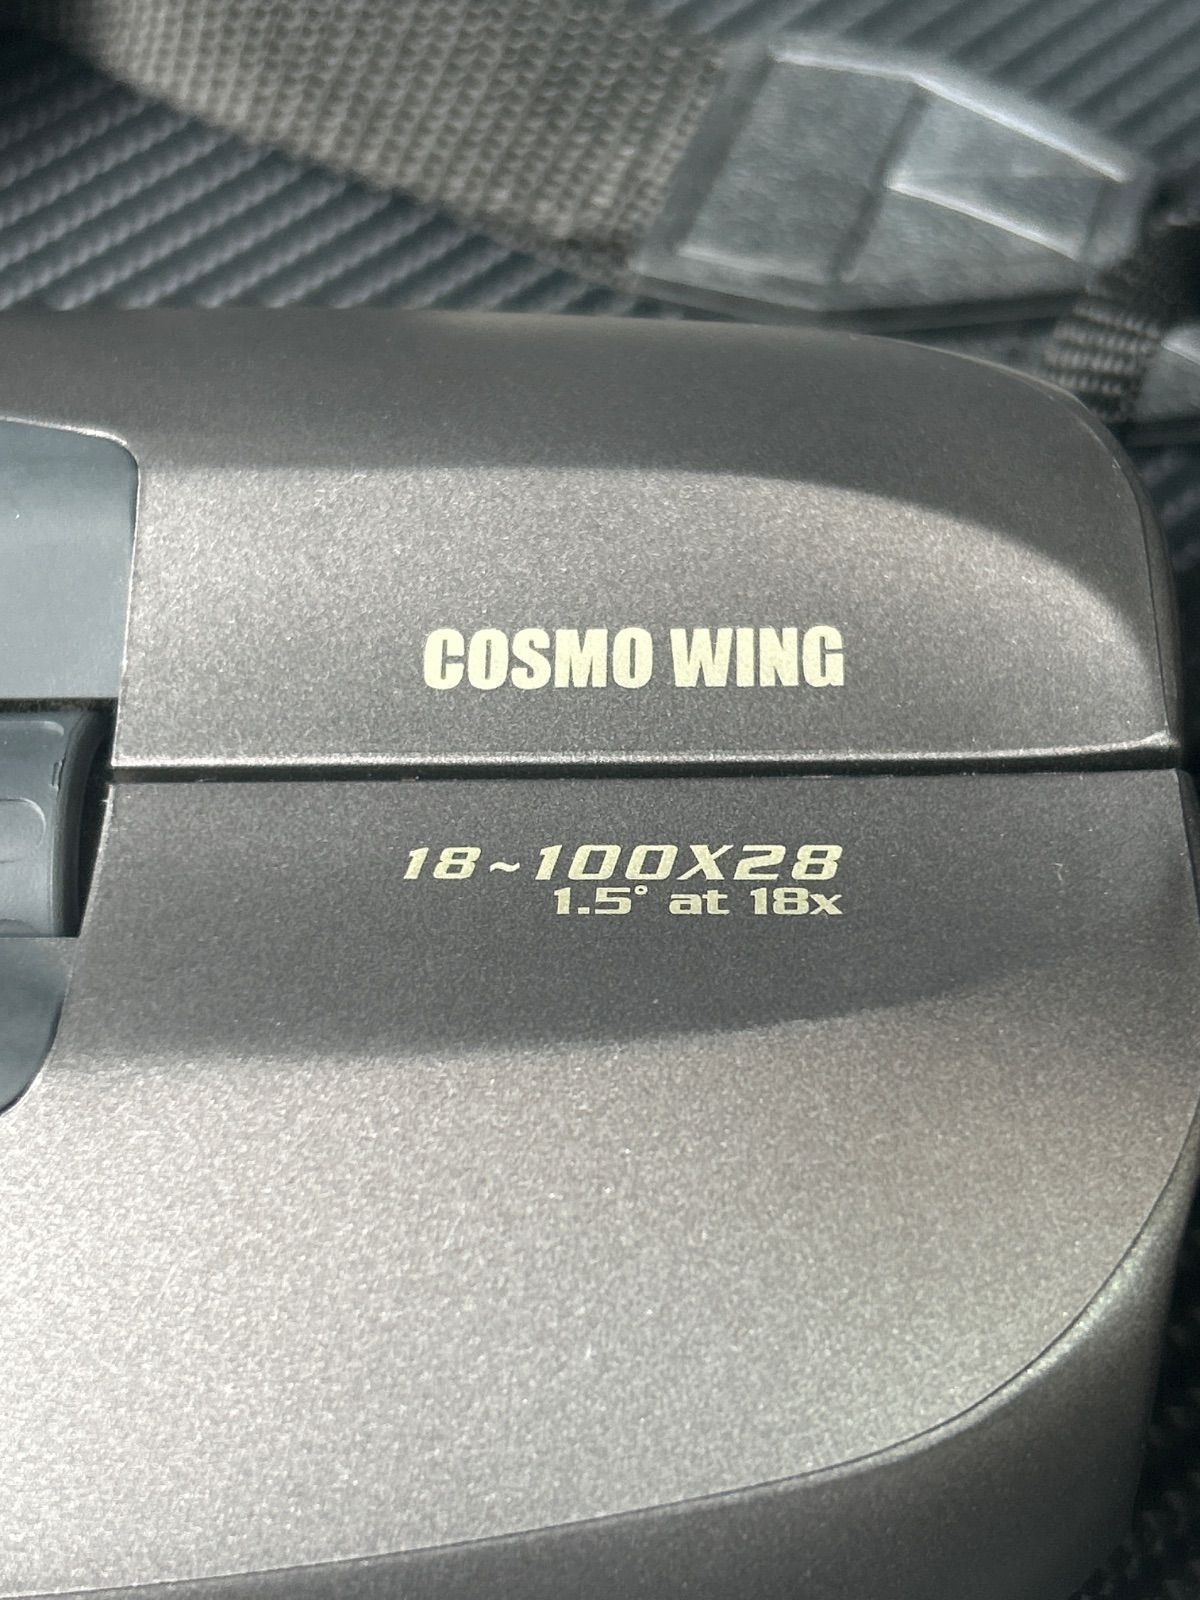 COSMO WING
18~100X28
1.5° at 18x